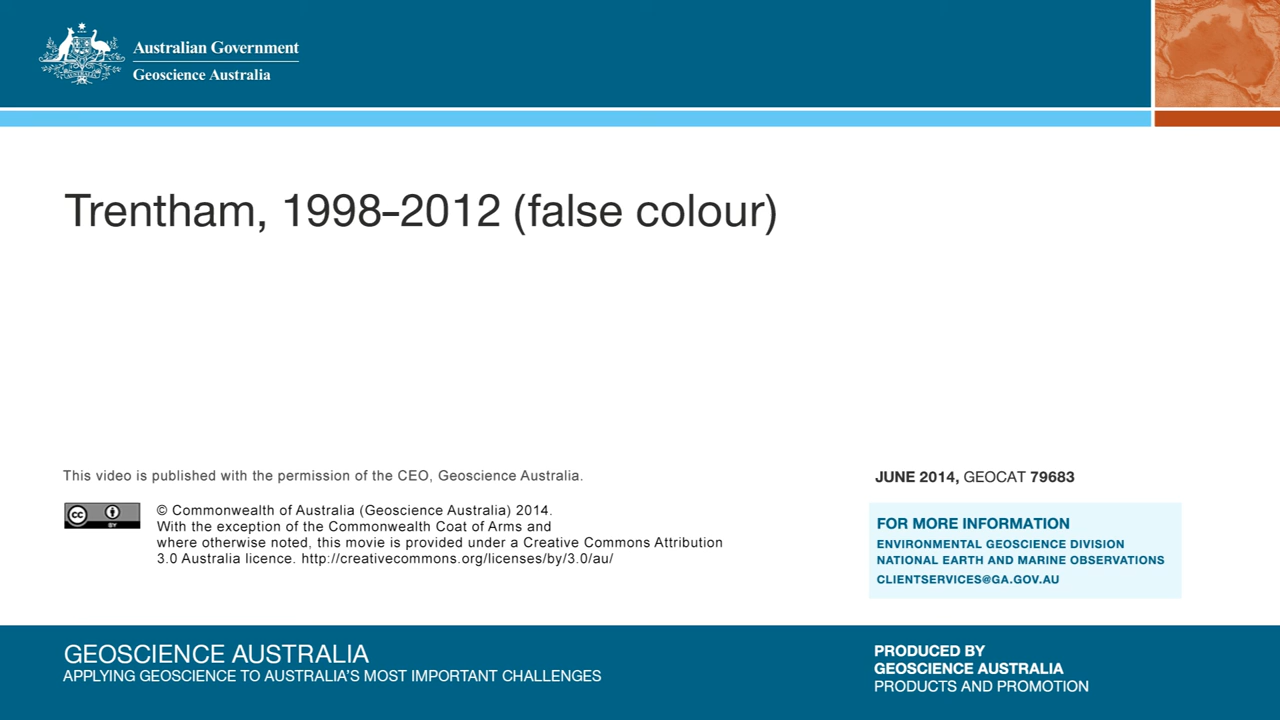 Australian Government
Geoscience Australia
Trentham, 1998–2012 (false colour)
This video is published with the permission of the CEO, Geoscience Australia.
cc
BY
© Commonwealth of Australia (Geoscience Australia) 2014.
With the exception of the Commonwealth Coat of Arms and
where otherwise noted, this movie is provided under a Creative Commons Attribution
3.0 Australia licence. http://creativecommons.org/licenses/by/3.0/au/
JUNE 2014, GEOCAT 79683
FOR MORE INFORMATION
ENVIRONMENTAL GEOSCIENCE DIVISION
NATIONAL EARTH AND MARINE OBSERVATIONS
CLIENTSERVICES@GA.GOV.AU
GEOSCIENCE AUSTRALIA
APPLYING GEOSCIENCE TO AUSTRALIA'S MOST IMPORTANT CHALLENGES
PRODUCED BY
GEOSCIENCE AUSTRALIA
PRODUCTS AND PROMOTION